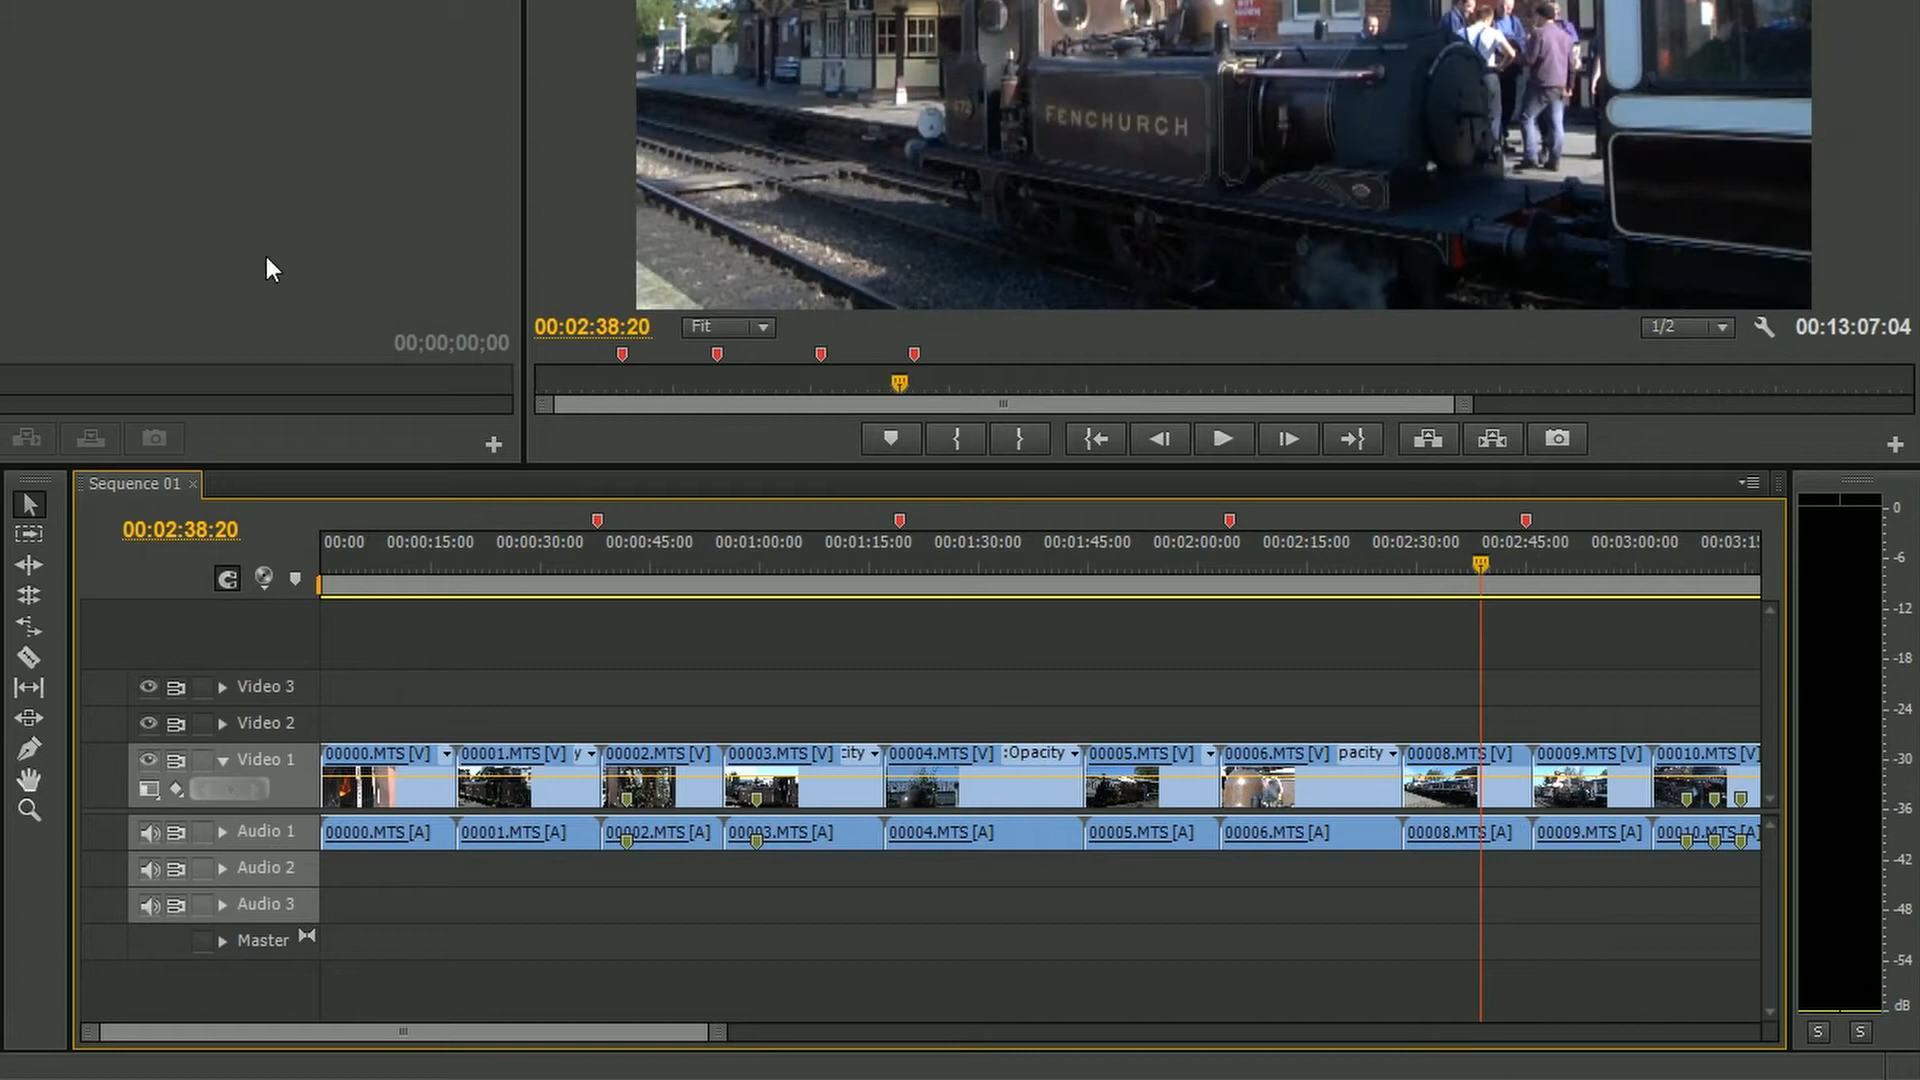 672
FENCHURCH
00:02:38:20
Fit
1/2
00:13:07:04
00;00;00;00
Sequence 01
00:02:38:20
00:00
00:00:15:00
00:00:30:00
00:00:45:00
00:01:00:00
00:01:15:00
00:01:30:00
00:01:45:00
00:02:00:00
00:02:15:00
00:02:30:00
00:02:45:00
00:03:00:00
00:03:15
Video 3
Video 2
Video 1
00000.MTS [V]
00001.MTS [V] y
00002.MTS [V]
00003.MTS [V] city
00004.MTS [V] :Opacity
00005.MTS [V]
00006.MTS [V] pacity
00008.MTS [V]
00009.MTS [V]
00010.MTS [V]
Audio 1
00000.MTS [A]
00001.MTS [A]
00002.MTS [A]
00003.MTS [A]
00004.MTS [A]
00005.MTS [A]
00006.MTS [A]
00008.MTS [A]
00009.MTS [A]
00010.MTS [A]
Audio 2
Audio 3
Master
0
-6
-12
-18
-24
-30
-36
-42
-48
-54
dB
S S